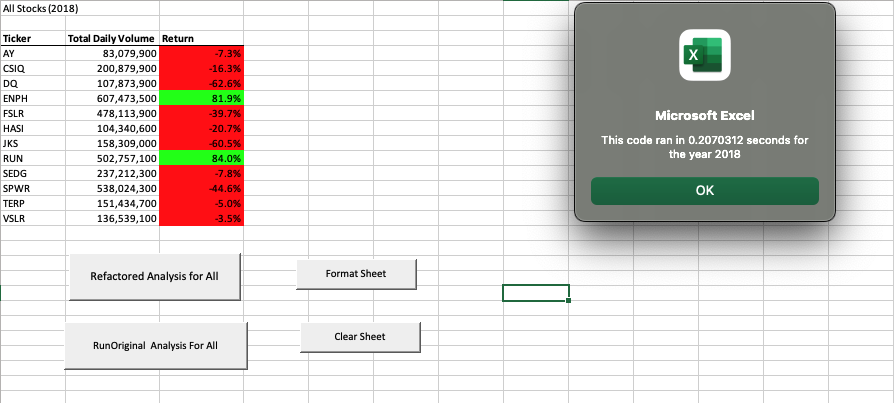 All Stocks (2018)
Ticker Total Daily Volume Return
AY 83,079,900 -7.3%
CSIQ 200,879,900 -16.3%
DQ 107,873,900 -62.6%
ENPH 607,473,500 81.9%
FSLR 478,113,900 -39.7%
HASI 104,340,600 -20.7%
JKS 158,309,000 -60.5%
RUN 502,757,100 84.0%
SEDG 237,212,300 -7.8%
SPWR 538,024,300 -44.6%
TERP 151,434,700 -5.0%
VSLR 136,539,100 -3.5%
X
Microsoft Excel
This code ran in 0.2070312 seconds for
the year 2018
OK
Refactored Analysis for All
Format Sheet
RunOriginal Analysis For All
Clear Sheet